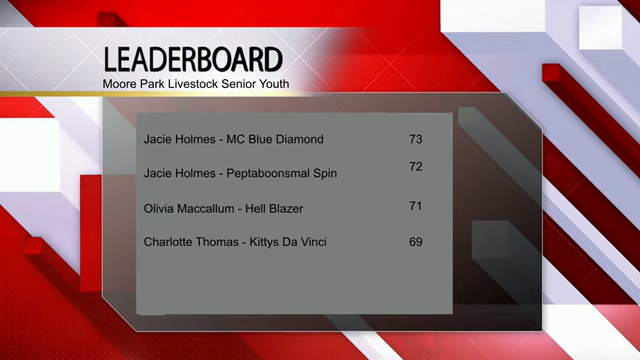 LEADERBOARD
Moore Park Livestock Senior Youth
Jacie Holmes - MC Blue Diamond 73
Jacie Holmes - Peptaboonsmal Spin 72
Olivia Maccallum - Hell Blazer 71
Charlotte Thomas - Kittys Da Vinci 69